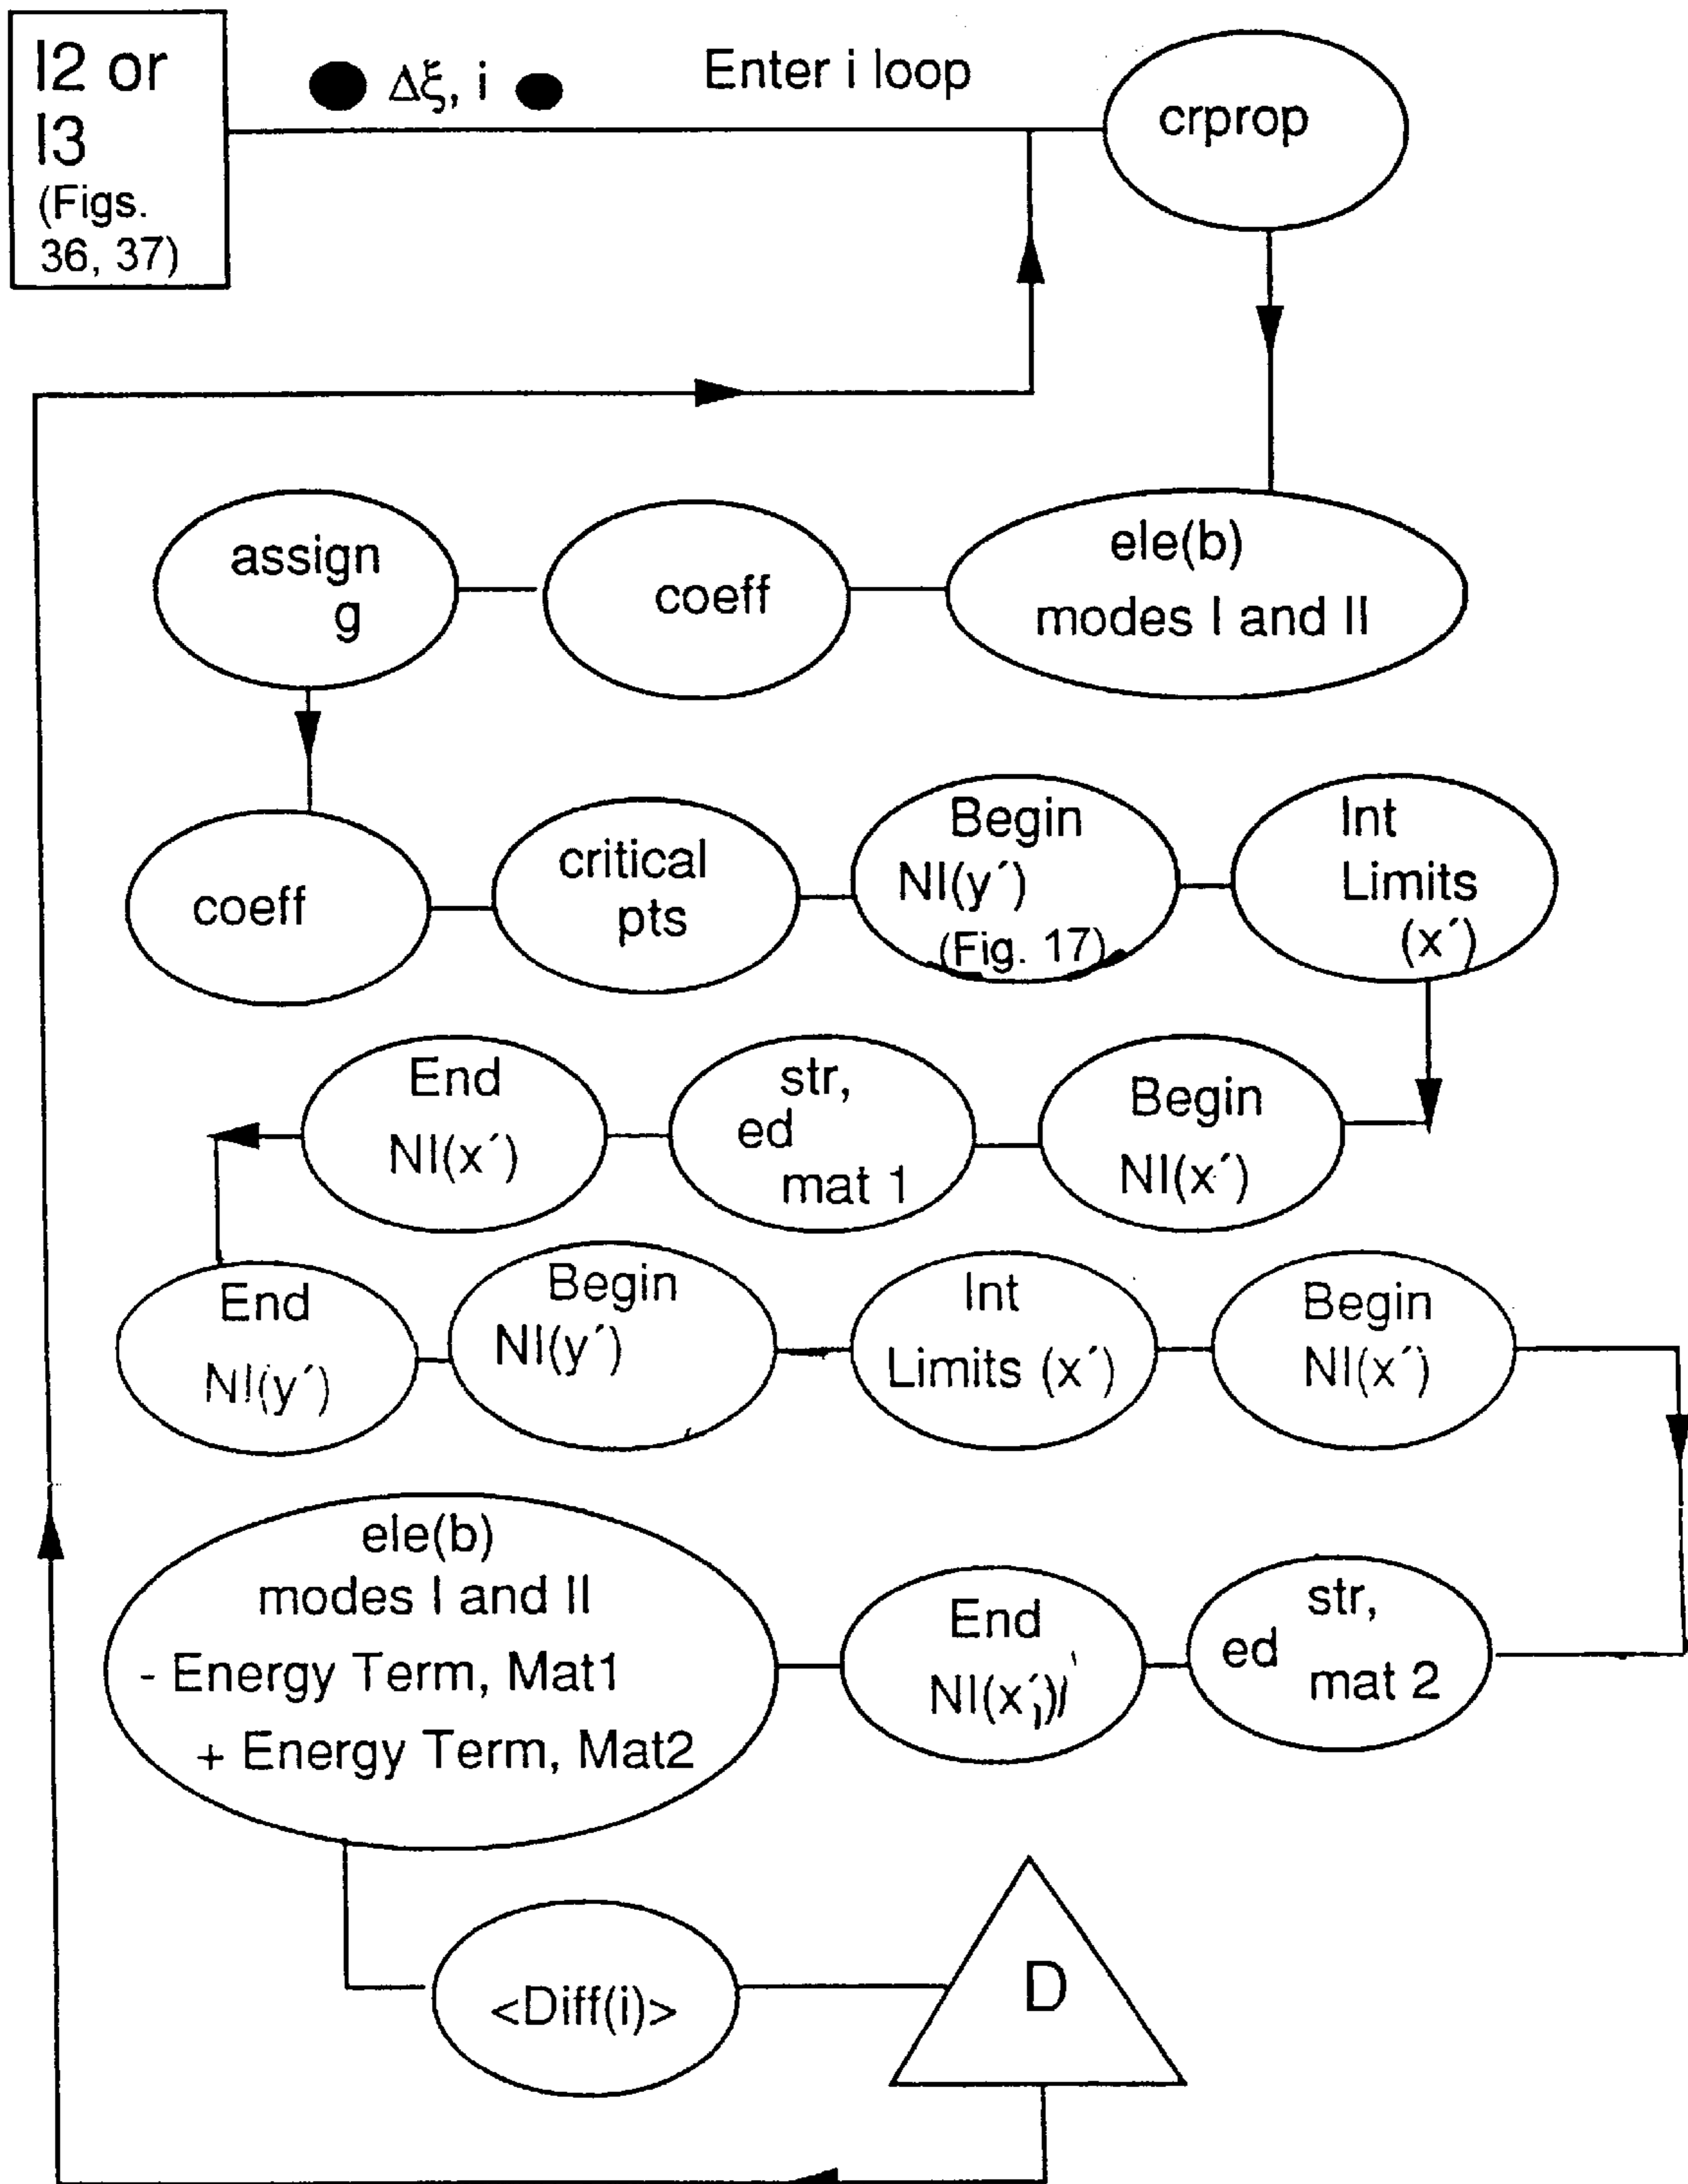 I2 or
I3
(Figs.
36, 37)
Δξ, i
Enter i loop
crprop
ele(b)
modes I and II
coeff
assign
g
coeff
critical
pts
Begin
NI(y´)
(Fig. 17)
Int
Limits
(x´)
Begin
NI(x´)
str,
ed
mat 1
End
NI(x´)
End
NI(y´)
Begin
NI(y´)
Int
Limits (x´)
Begin
NI(x´)
str,
ed
mat 2
End
ele(b)
modes I and II
- Energy Term, Mat1
+ Energy Term, Mat2
<Diff(i)>
D